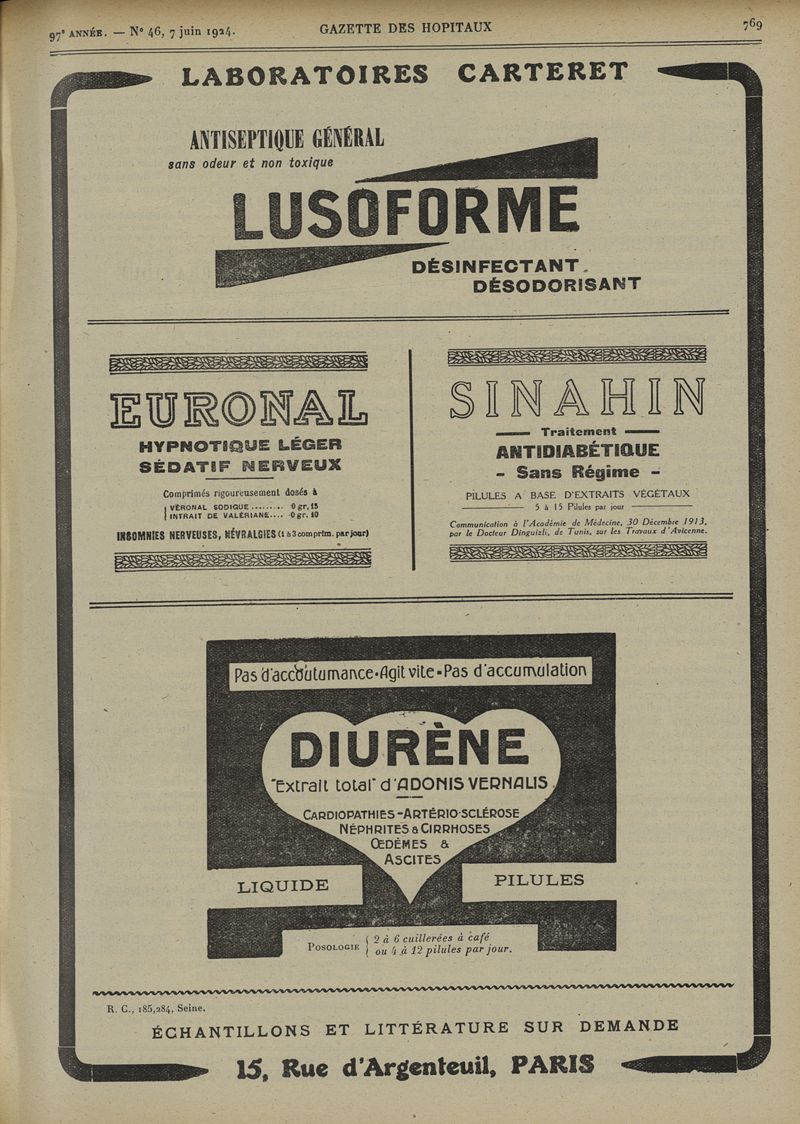 97e ANNÉE. — N° 46, 7 juin 1924.
GAZETTE DES HOPITAUX
769
LABORATOIRES CARTERET
ANTISEPTIQUE GÉNÉRAL
sans odeur et non toxique
LUSOFORME
DÉSINFECTANT
DÉSODORISANT
EURONAL
HYPNOTIQUE LÉGER
SÉDATIF NERVEUX
Comprimés rigoureusement dosés à
VÉRONAL SODIQUE......... 0 gr. 15
INTRAIT DE VALÉRIANE.... 0 gr. 10
INSOMNIES NERVEUSES, NÉVRALGIES (1 à 3 comprim. par jour)
SINAHIN
Traitement
ANTIDIABÉTIQUE
- Sans Régime -
PILULES A BASE D'EXTRAITS VÉGÉTAUX
5 à 15 Pilules par jour
Communication à l'Académie de Médecine, 30 Décembre 1913,
par le Docteur Dinguizli, de Tunis, sur les Travaux d'Avicenne.
Pas d'accoutumance-Agit vite-Pas d'accumulation
DIURÈNE
"Extrait total" d'ADONIS VERNALIS
CARDIOPATHIES-ARTÉRIO-SCLÉROSE
NÉPHRITES & CIRRHOSES
ŒDÈMES &
ASCITES
LIQUIDE
PILULES
POSOLOGIE { 2 à 6 cuillerées à café
ou 4 à 12 pilules par jour.
R. C., 185,284, Seine.
ÉCHANTILLONS ET LITTÉRATURE SUR DEMANDE
15, Rue d'Argenteuil, PARIS